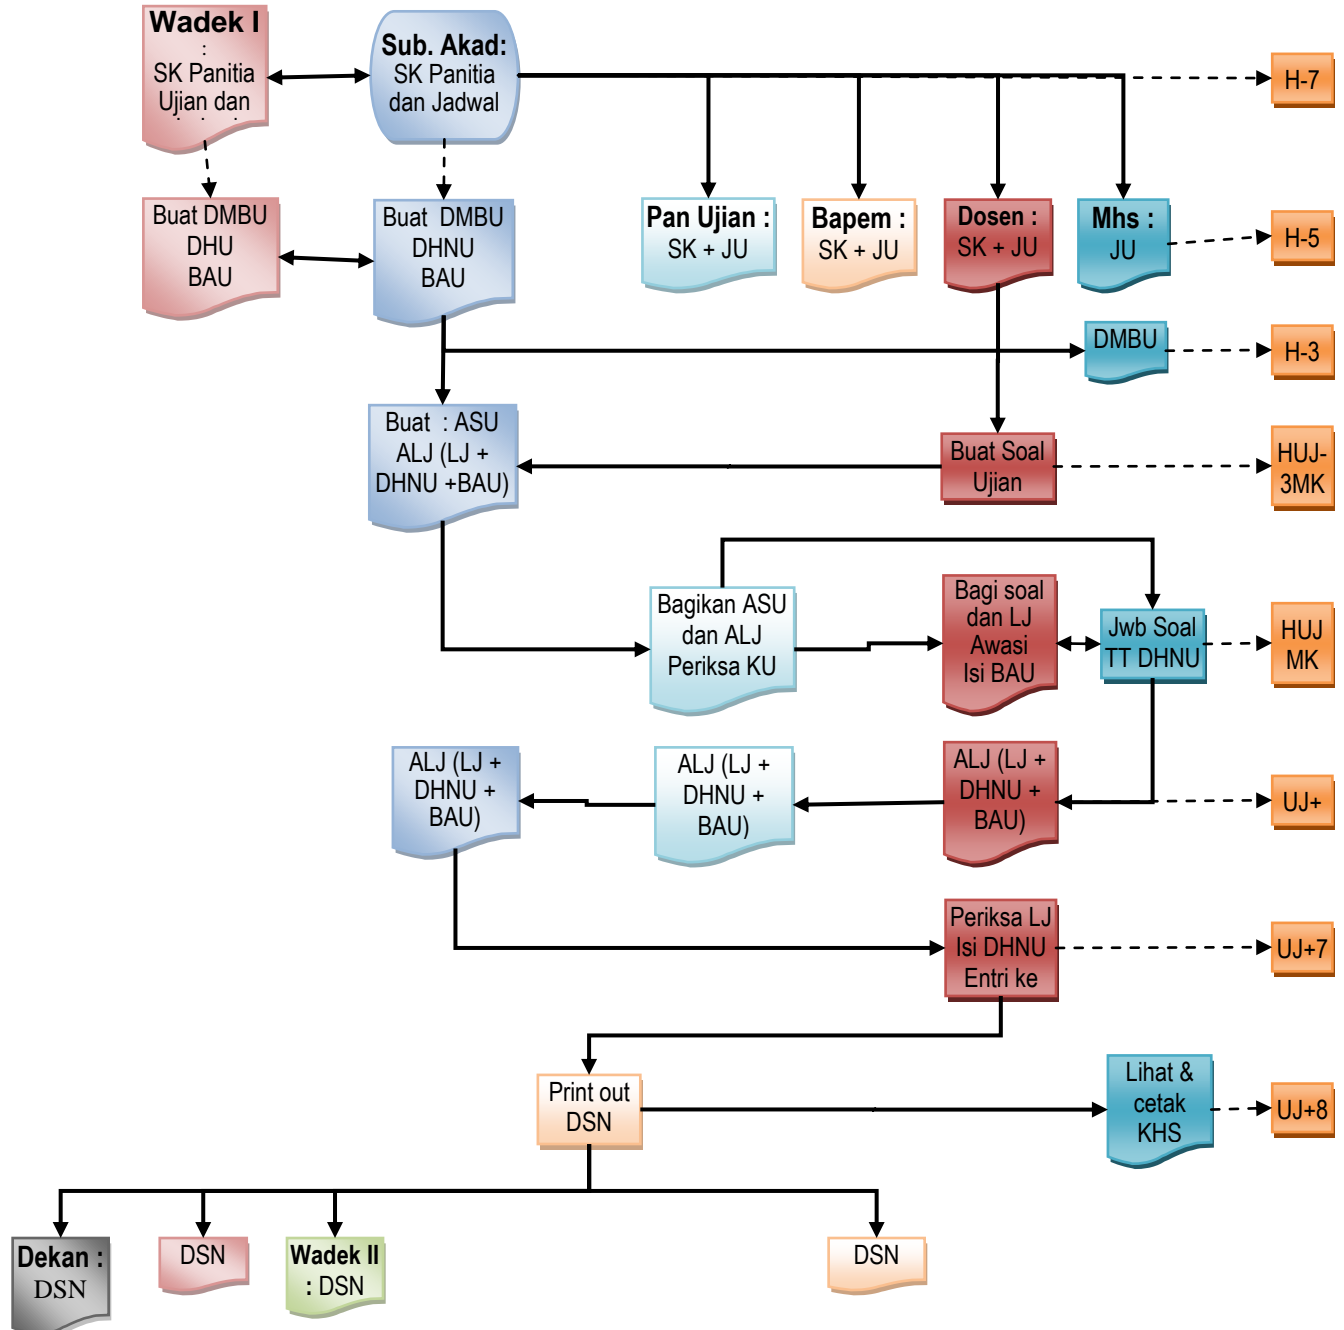 Wadek I
:
SK Panitia
Ujian dan
Sub. Akad:
SK Panitia
dan Jadwal
H-7
Buat DMBU
DHU
BAU
Buat DMBU
DHNU
BAU
Pan Ujian :
SK + JU
Bapem :
SK + JU
Dosen :
SK + JU
Mhs :
JU
H-5
DMBU
H-3
Buat : ASU
ALJ (LJ +
DHNU +BAU)
Buat Soal
Ujian
HUJ-
3MK
Bagikan ASU
dan ALJ
Periksa KU
Bagi soal
dan LJ
Awasi
Isi BAU
Jwb Soal
TT DHNU
HUJ
MK
ALJ (LJ +
DHNU +
BAU)
ALJ (LJ +
DHNU +
BAU)
ALJ (LJ +
DHNU +
BAU)
UJ+
Periksa LJ
Isi DHNU
Entri ke
UJ+7
Print out
DSN
Lihat &
cetak
KHS
UJ+8
Dekan :
DSN
DSN
Wadek II
: DSN
DSN